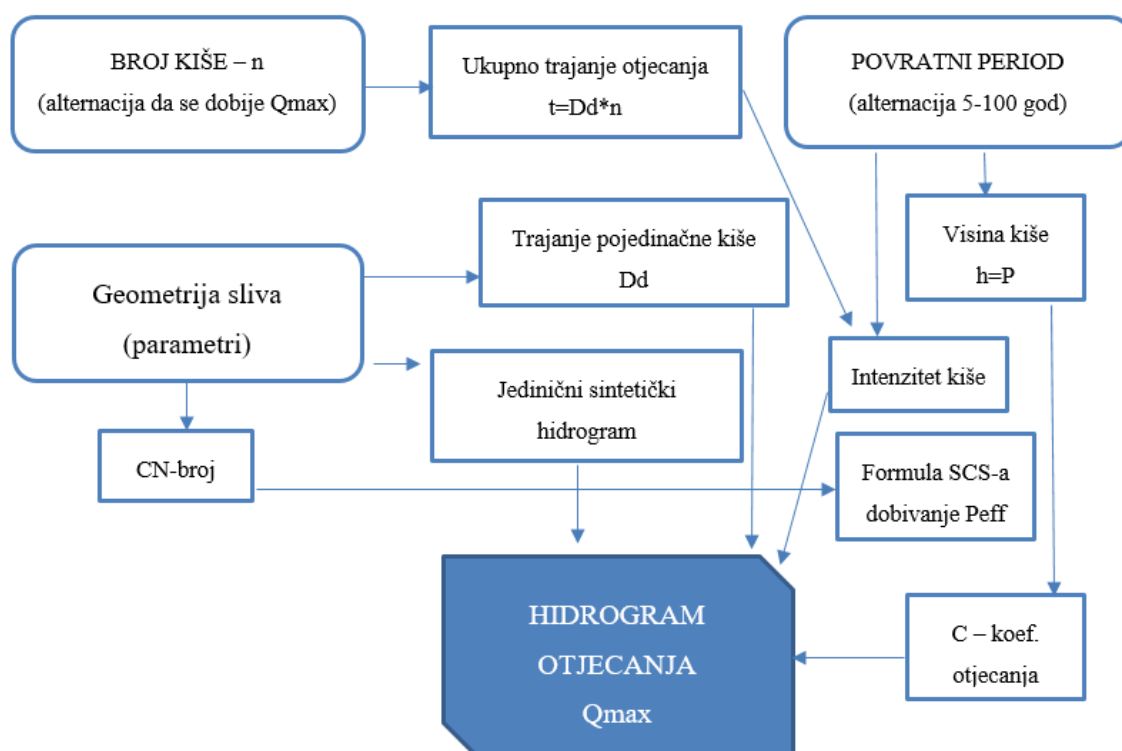 BROJ KIŠE – n
(alternacija da se dobije Qmax)
Ukupno trajanje otjecanja
t=Dd*n
POVRATNI PERIOD
(alternacija 5-100 god)
Trajanje pojedinačne kiše
Dd
Visina kiše
h=P
Geometrija sliva
(parametri)
Jedinični sintetički
hidrogram
Intenzitet kiše
CN-broj
Formula SCS-a
dobivanje Peff
HIDROGRAM
OTJECANJA
Qmax
C – koef.
otjecanja